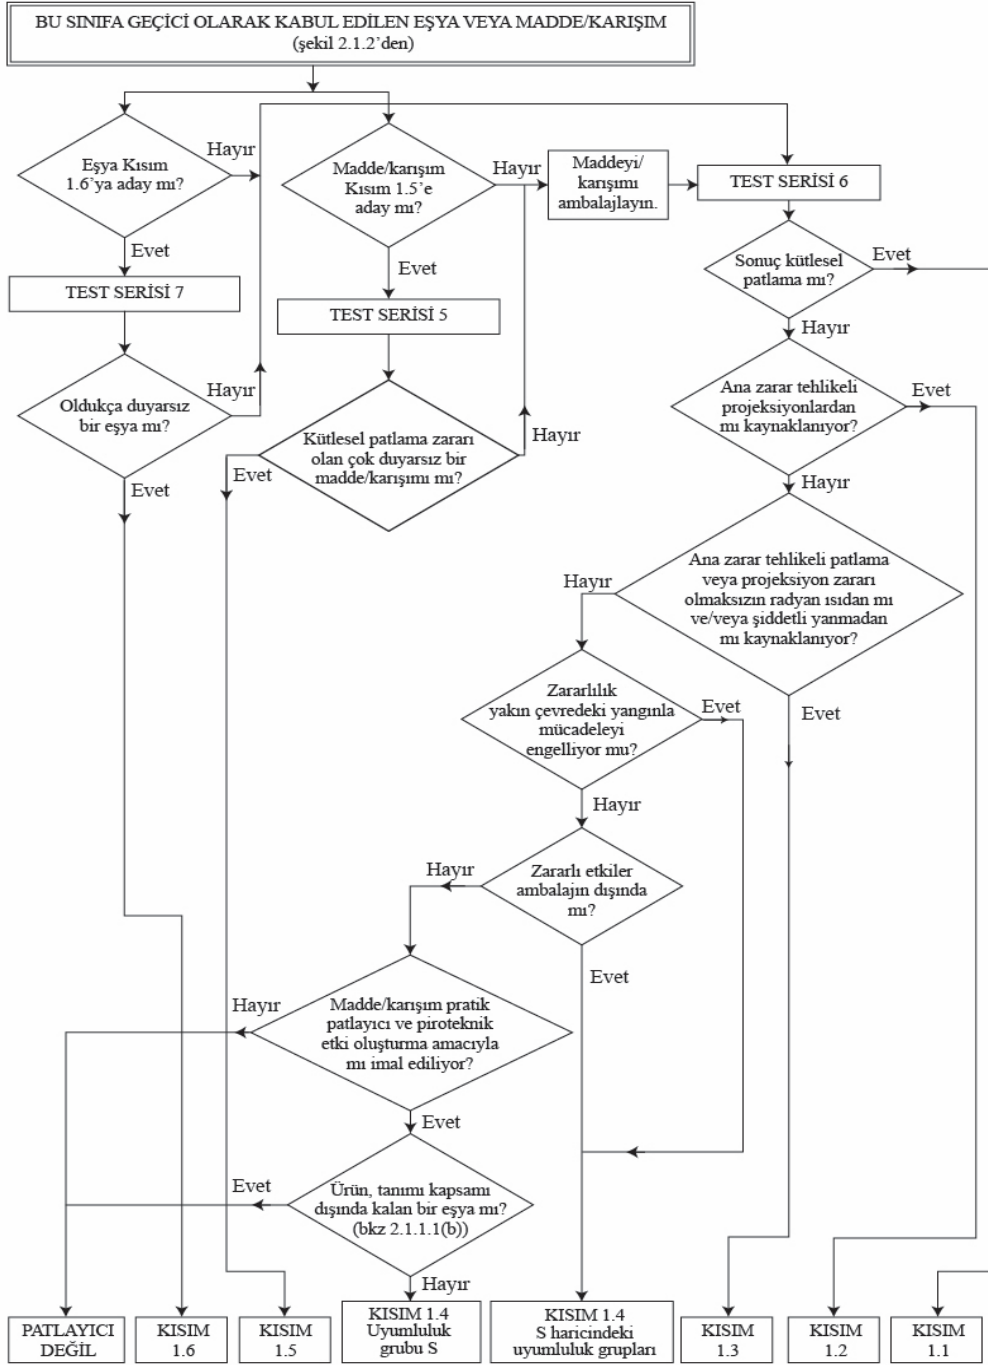 BU SINIFA GEÇİCİ OLARAK KABUL EDİLEN EŞYA VEYA MADDE/KARIŞIM
(şekil 2.1.2’den)
Eşya Kısım
1.6’ya aday mı?
Hayır
Evet
TEST SERİSİ 7
Oldukça duyarsız
bir eşya mı?
Hayır
Evet
Madde/karışım
Kısım 1.5’e
aday mı?
Hayır
Evet
TEST SERİSİ 5
Kütlesel patlama zararı
olan çok duyarsız bir
madde/karışımı mı?
Hayır
Evet
Maddeyi/
karışımı
ambalajlayın.
TEST SERİSİ 6
Sonuç kütlesel
patlama mı?
Evet
Hayır
Ana zarar tehlikeli
projeksiyonlardan
mı kaynaklanıyor?
Evet
Hayır
Ana zarar tehlikeli patlama
veya projeksiyon zararı
olmaksızın radyan ısıdan mı
ve/veya şiddetli yanmadan
mı kaynaklanıyor?
Hayır
Evet
Zararlılık
yakın çevredeki yangınla
mücadeleyi
engelliyor mu?
Evet
Hayır
Zararlı etkiler
ambalajın dışında
mı?
Hayır
Evet
Madde/karışım pratik
patlayıcı ve piroteknik
etki oluşturma amacıyla
mı imal ediliyor?
Hayır
Evet
Ürün, tanımı kapsamı
dışında kalan bir eşya mı?
(bkz 2.1.1.1(b))
Evet
Hayır
PATLAYICI
DEĞİL
KISIM
1.6
KISIM
1.5
KISIM 1.4
Uyumluluk
grubu S
KISIM 1.4
S haricindeki
uyumluluk grupları
KISIM
1.3
KISIM
1.2
KISIM
1.1